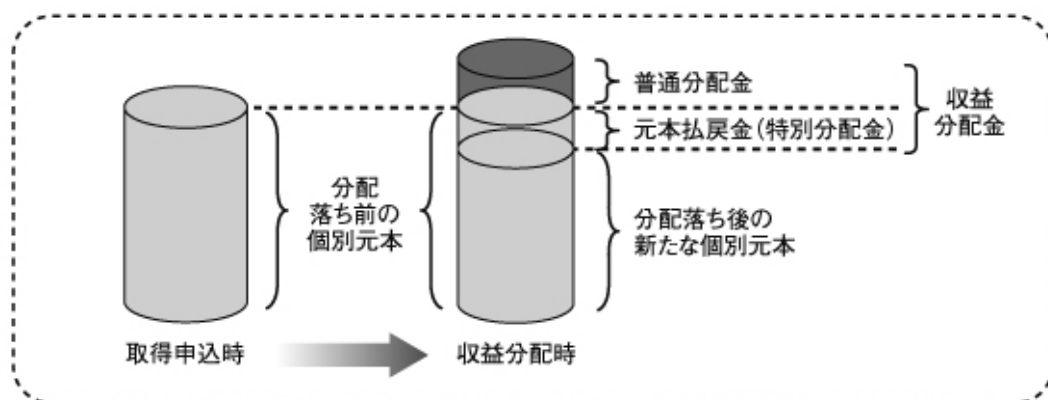 普通分配金
元本払戻金(特別分配金)
収益
分配金
分配
落ち前の
個別元本
分配落ち後の
新たな個別元本
取得申込時
収益分配時